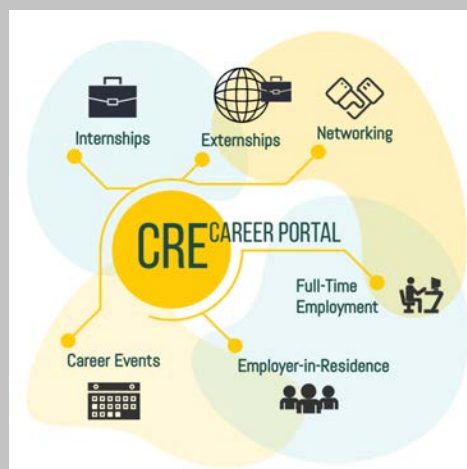 Internships
Externships
Networking
CRE CAREER PORTAL
Full-Time
Employment
Career Events
Employer-in-Residence